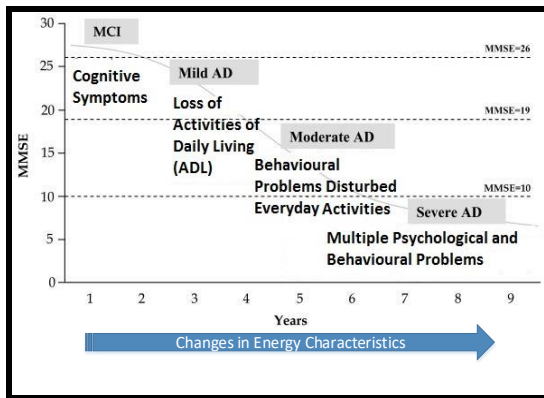 30
MCI
MMSE=26
25
Mild AD
Cognitive
Symptoms
Loss of
Activities of
Daily Living
(ADL)
20
MMSE=19
Moderate AD
15
Behavioural
Problems Disturbed
Everyday Activities
MMSE=10
10
Severe AD
5
Multiple Psychological and
Behavioural Problems
0
MMSE
1 2 3 4 5 6 7 8 9
Years
Changes in Energy Characteristics